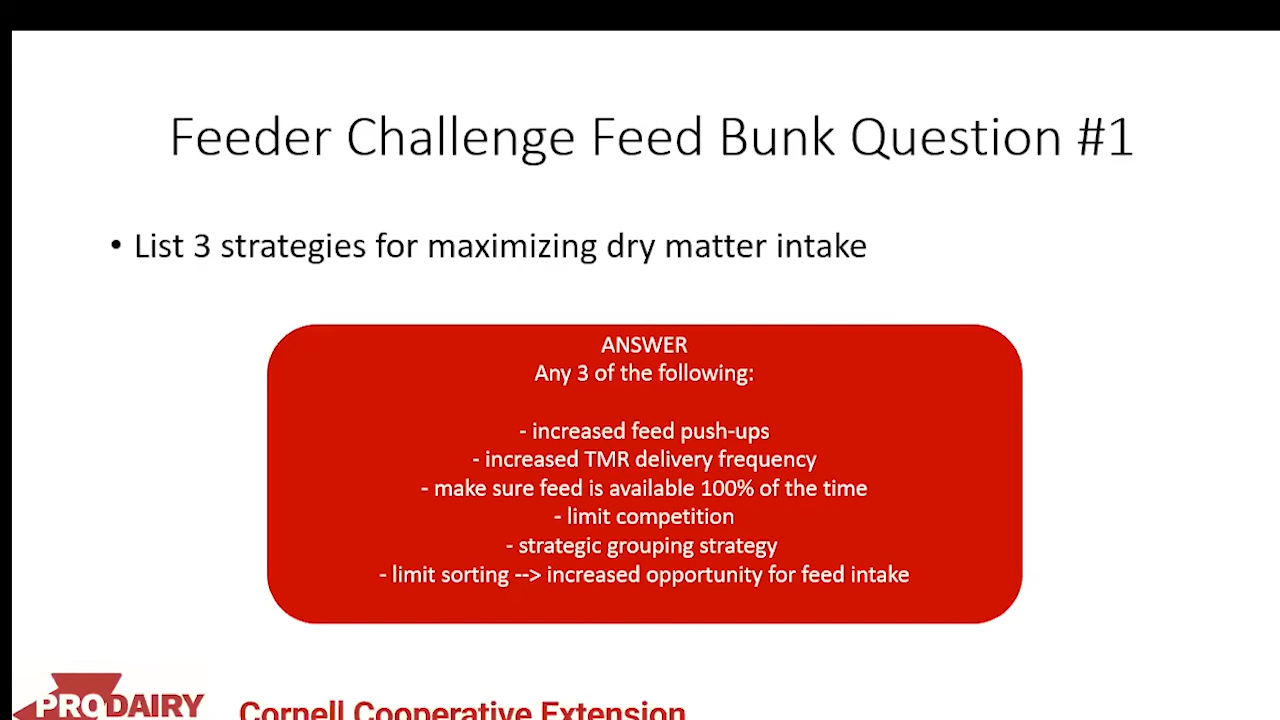 Feeder Challenge Feed Bunk Question #1
• List 3 strategies for maximizing dry matter intake
ANSWER
Any 3 of the following:
- increased feed push-ups
- increased TMR delivery frequency
- make sure feed is available 100% of the time
- limit competition
- strategic grouping strategy
- limit sorting --> increased opportunity for feed intake
PRODAIRY
Cornell Cooperative Extension